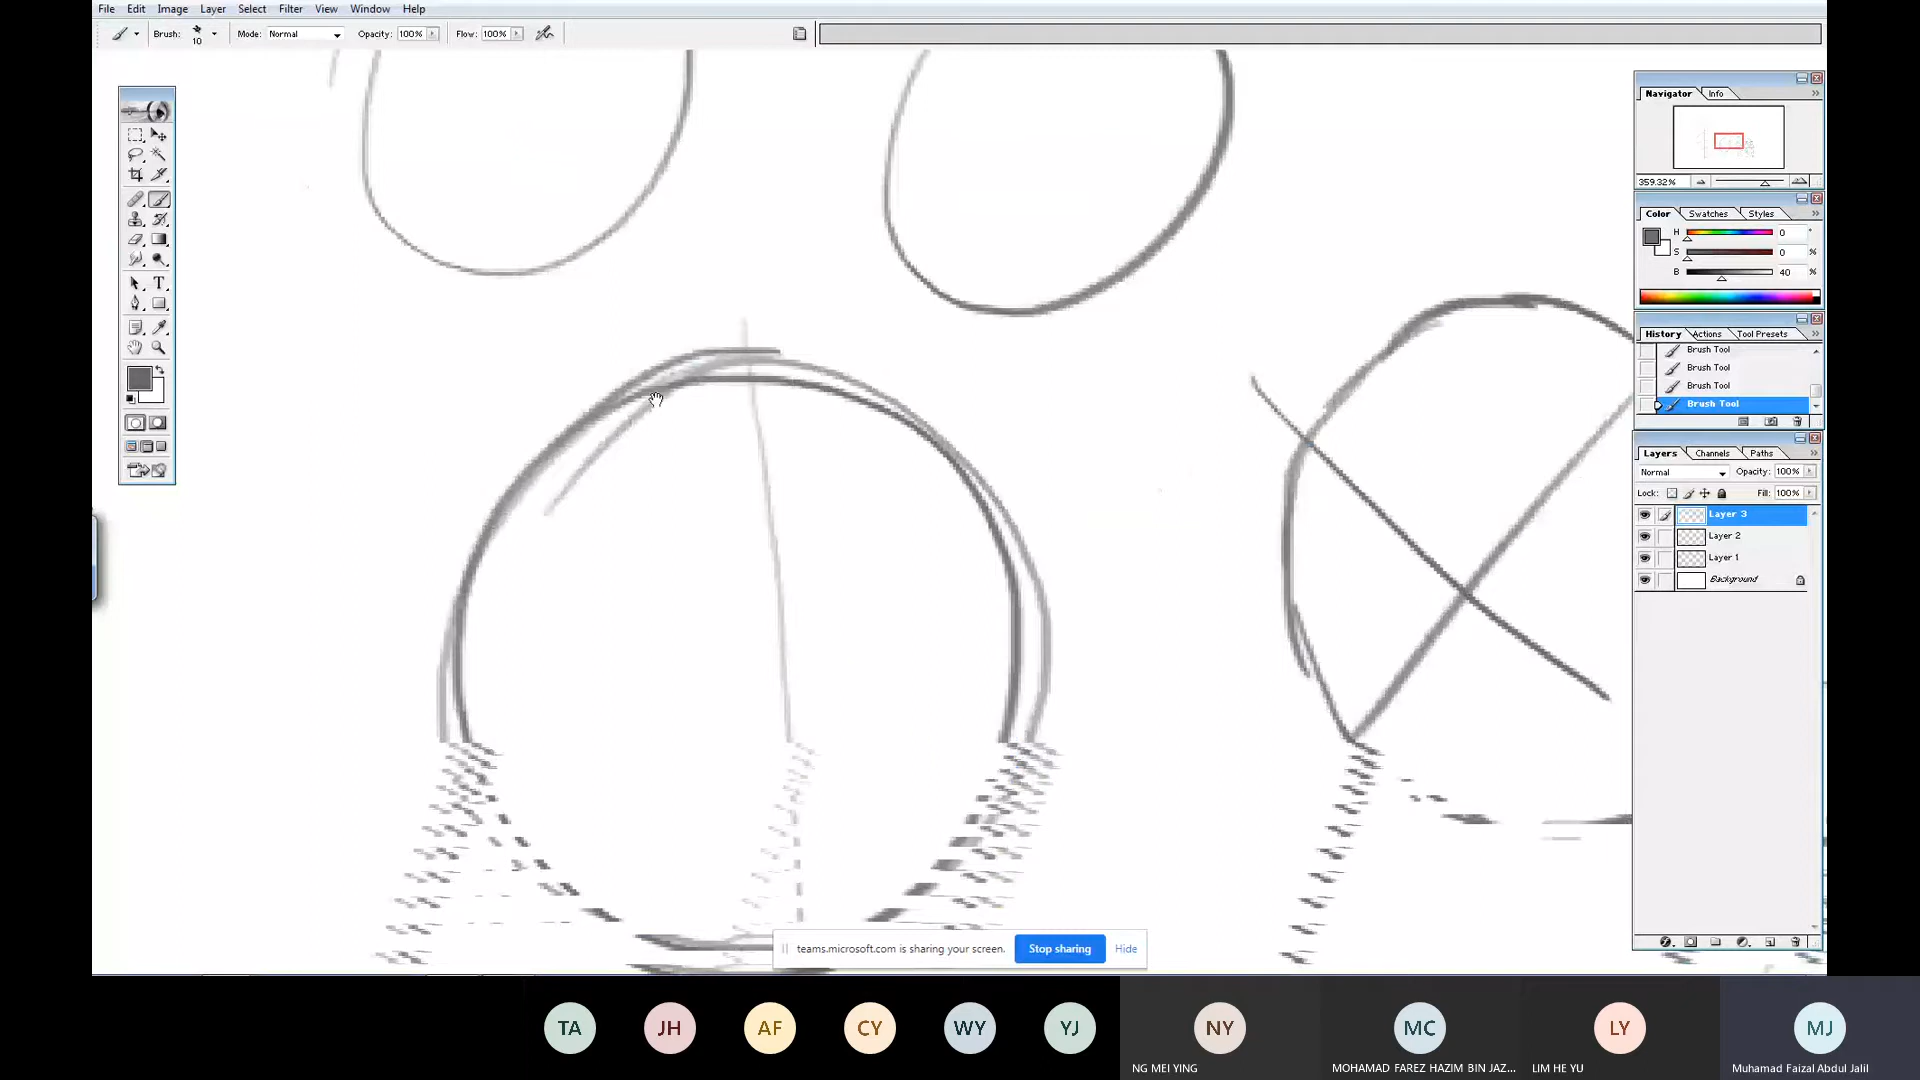 File Edit Image Layer Select Filter View Window Help
Brush: 10 Mode: Normal Opacity: 100% Flow: 100%
Navigator Info
359.32%
Color Swatches Styles
H 0 °
S 0 %
B 40 %
History Actions Tool Presets
Brush Tool
Brush Tool
Brush Tool
Brush Tool
Layers Channels Paths
Normal Opacity: 100%
Lock: Fill: 100%
Layer 3
Layer 2
Layer 1
Background
teams.microsoft.com is sharing your screen. Stop sharing Hide
TA JH AF CY WY YJ NY MC LY MJ
NG MEI YING MOHAMAD FAREZ HAZIM BIN JAZ... LIM HE YU Muhamad Faizal Abdul Jalil